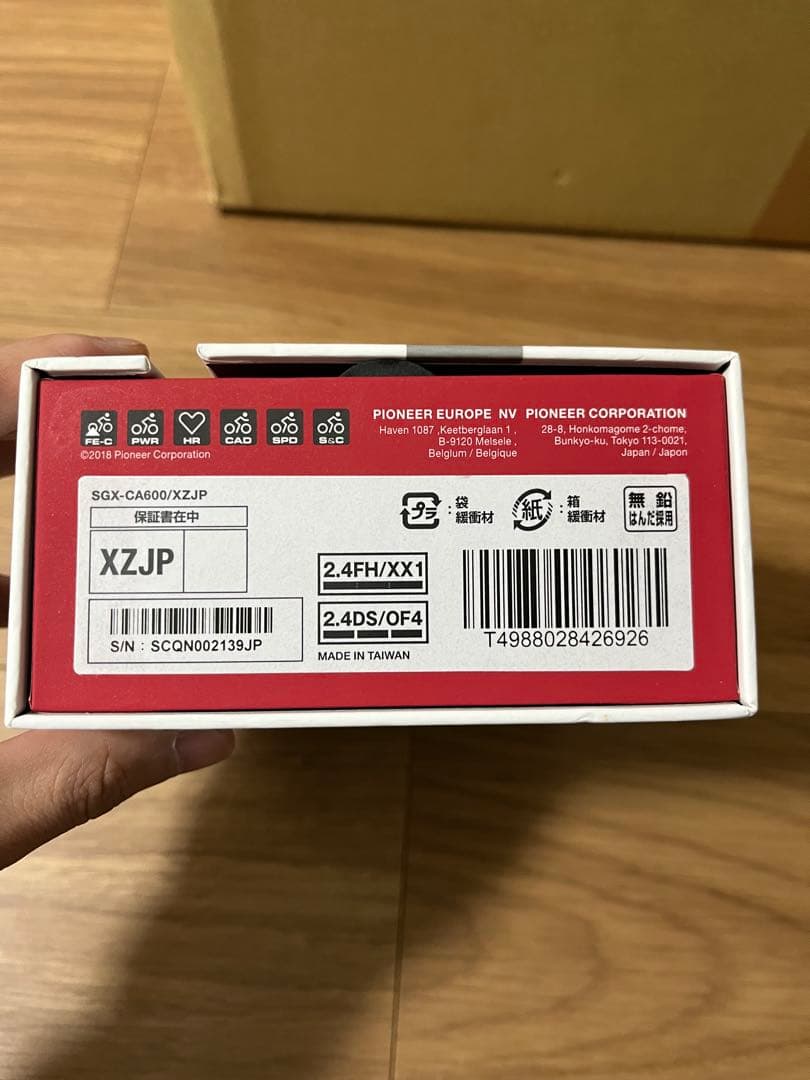 FE-C PWR HR CAD SPD S&C
©2018 Pioneer Corporation
PIONEER EUROPE NV
Haven 1087 ,Keetberglaan 1 ,
B-9120 Melsele ,
Belgium / Belgique
PIONEER CORPORATION
28-8, Honkomagome 2-chome,
Bunkyo-ku, Tokyo 113-0021,
Japan / Japon
SGX-CA600/XZJP
保証書在中
XZJP
S/N : SCQN002139JP
プラ : 袋
緩衝材
紙 : 箱
緩衝材
無鉛
はんだ採用
2.4FH/XX1
2.4DS/OF4
MADE IN TAIWAN
T4988028426926